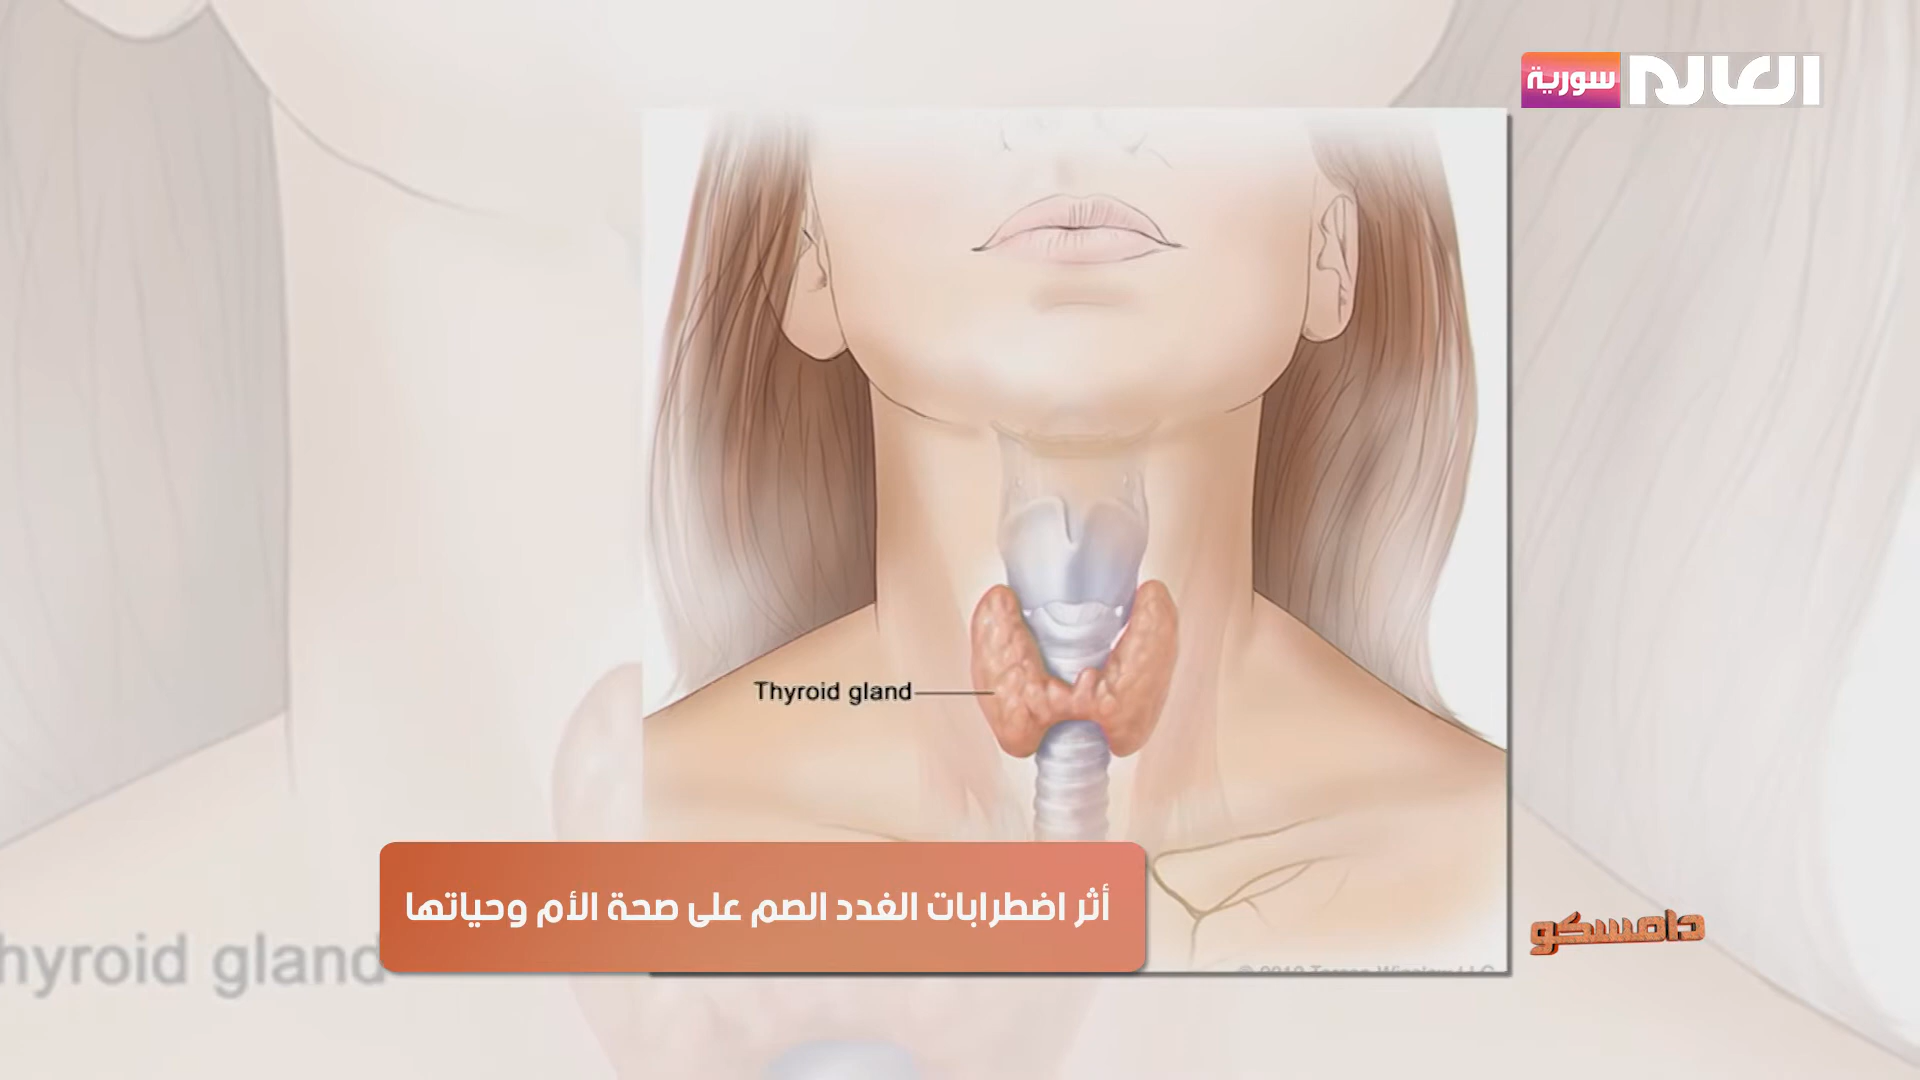 العالم سورية
Thyroid gland
أثر اضطرابات الغدد الصم على صحة الأم وحياتها
دامسكو
hyroid gland